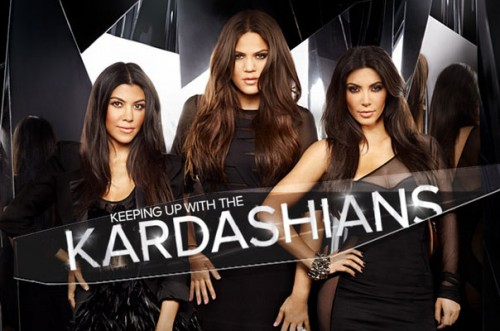 KEEPING UP WITH THE
KARDASHIANS